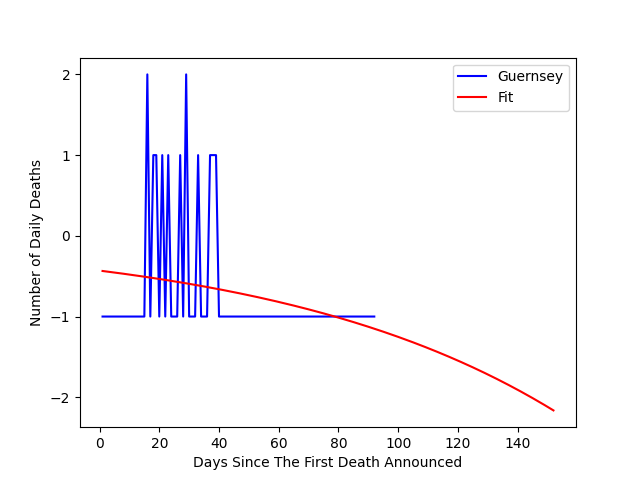 Guernsey
Fit
2
1
0
−1
−2
Number of Daily Deaths
0 20 40 60 80 100 120 140
Days Since The First Death Announced